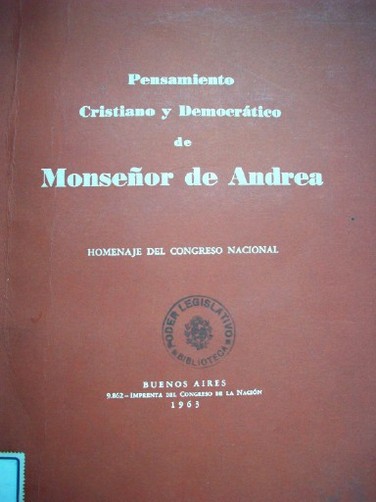 Pensamiento
Cristiano y Democrático
de
Monseñor de Andrea
HOMENAJE DEL CONGRESO NACIONAL
PODER LEGISLATIVO
BIBLIOTECA
BUENOS AIRES
9.862 — IMPRENTA DEL CONGRESO DE LA NACIÓN
1963